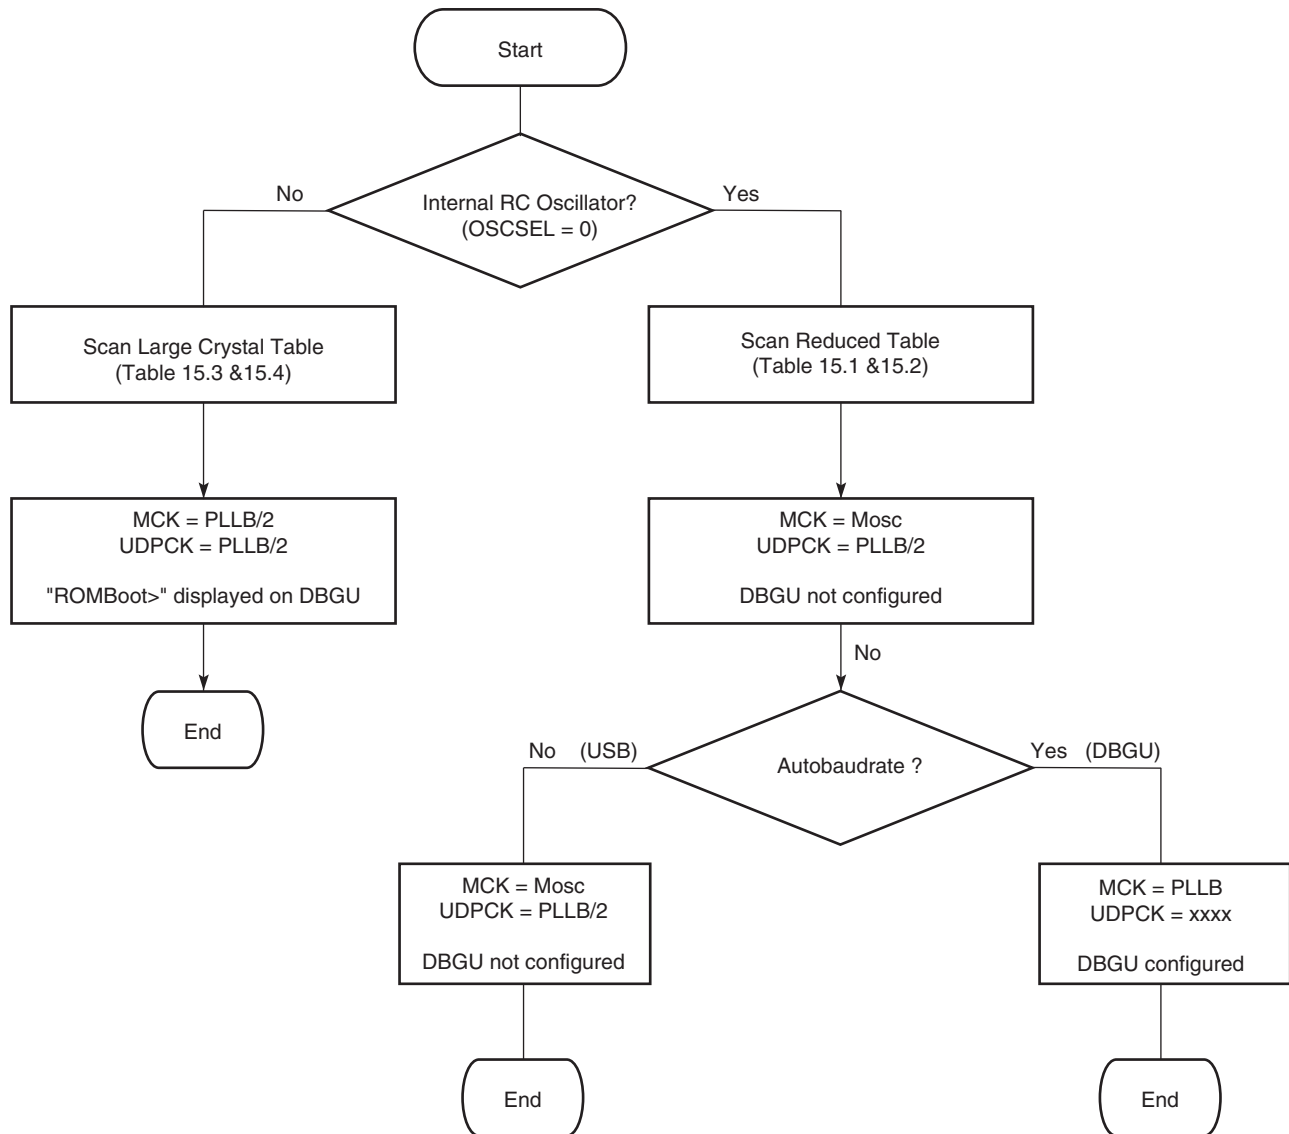 Start
No
Yes
Internal RC Oscillator?
(OSCSEL = 0)
Scan Large Crystal Table
(Table 15.3 &15.4)
Scan Reduced Table
(Table 15.1 &15.2)
MCK = PLLB/2
UDPCK = PLLB/2
"ROMBoot>" displayed on DBGU
MCK = Mosc
UDPCK = PLLB/2
DBGU not configured
No
End
No (USB)
Yes (DBGU)
Autobaudrate ?
MCK = Mosc
UDPCK = PLLB/2
DBGU not configured
MCK = PLLB
UDPCK = xxxx
DBGU configured
End
End